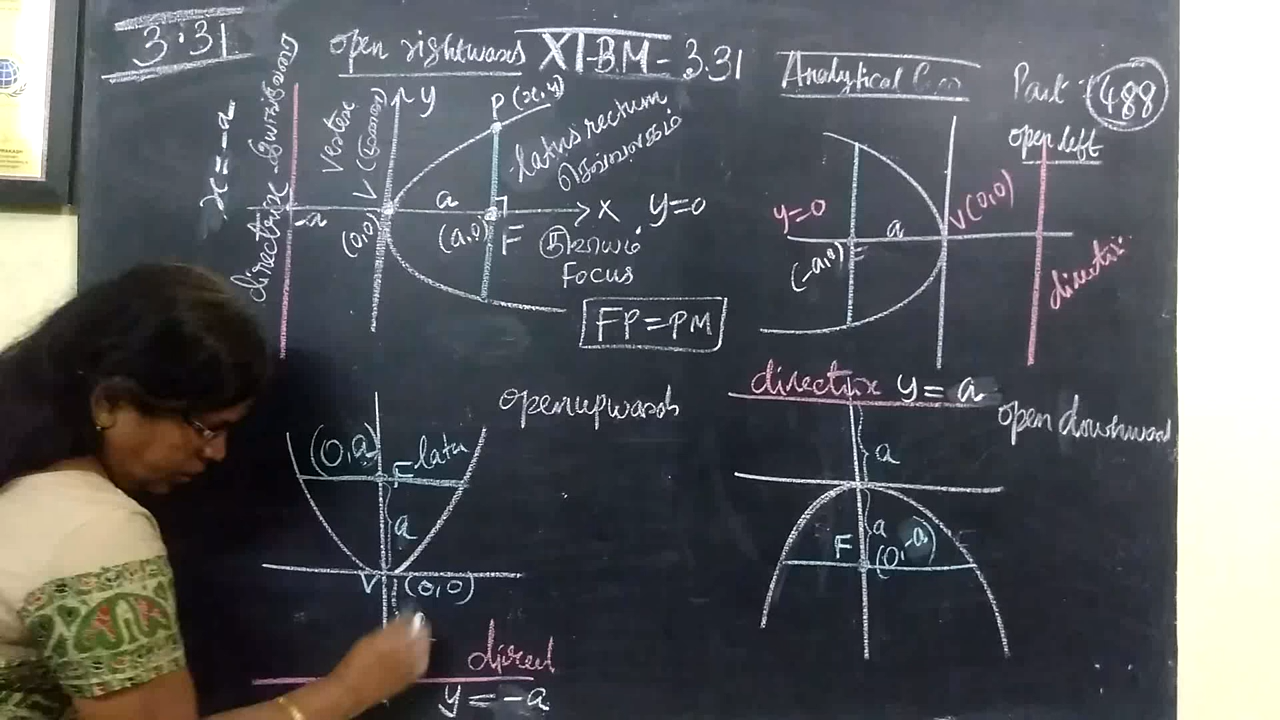 3.31
open rightwards XI-B.M-3.31
Analytical
Part-488
x = -a
directrix
-a
Vertex
V
(0,0)
y
P(x,y)
latus rectum
a
(a,0)
F
X
y=0
Focus
FP=PM
open left
y=0
a
V(0,0)
(-a,0)
F
directrix
open upwards
(0,a)
F
latu
a
V
(0,0)
direct
y = -a
directrix y = a
open downward
a
a
F
(0,-a)